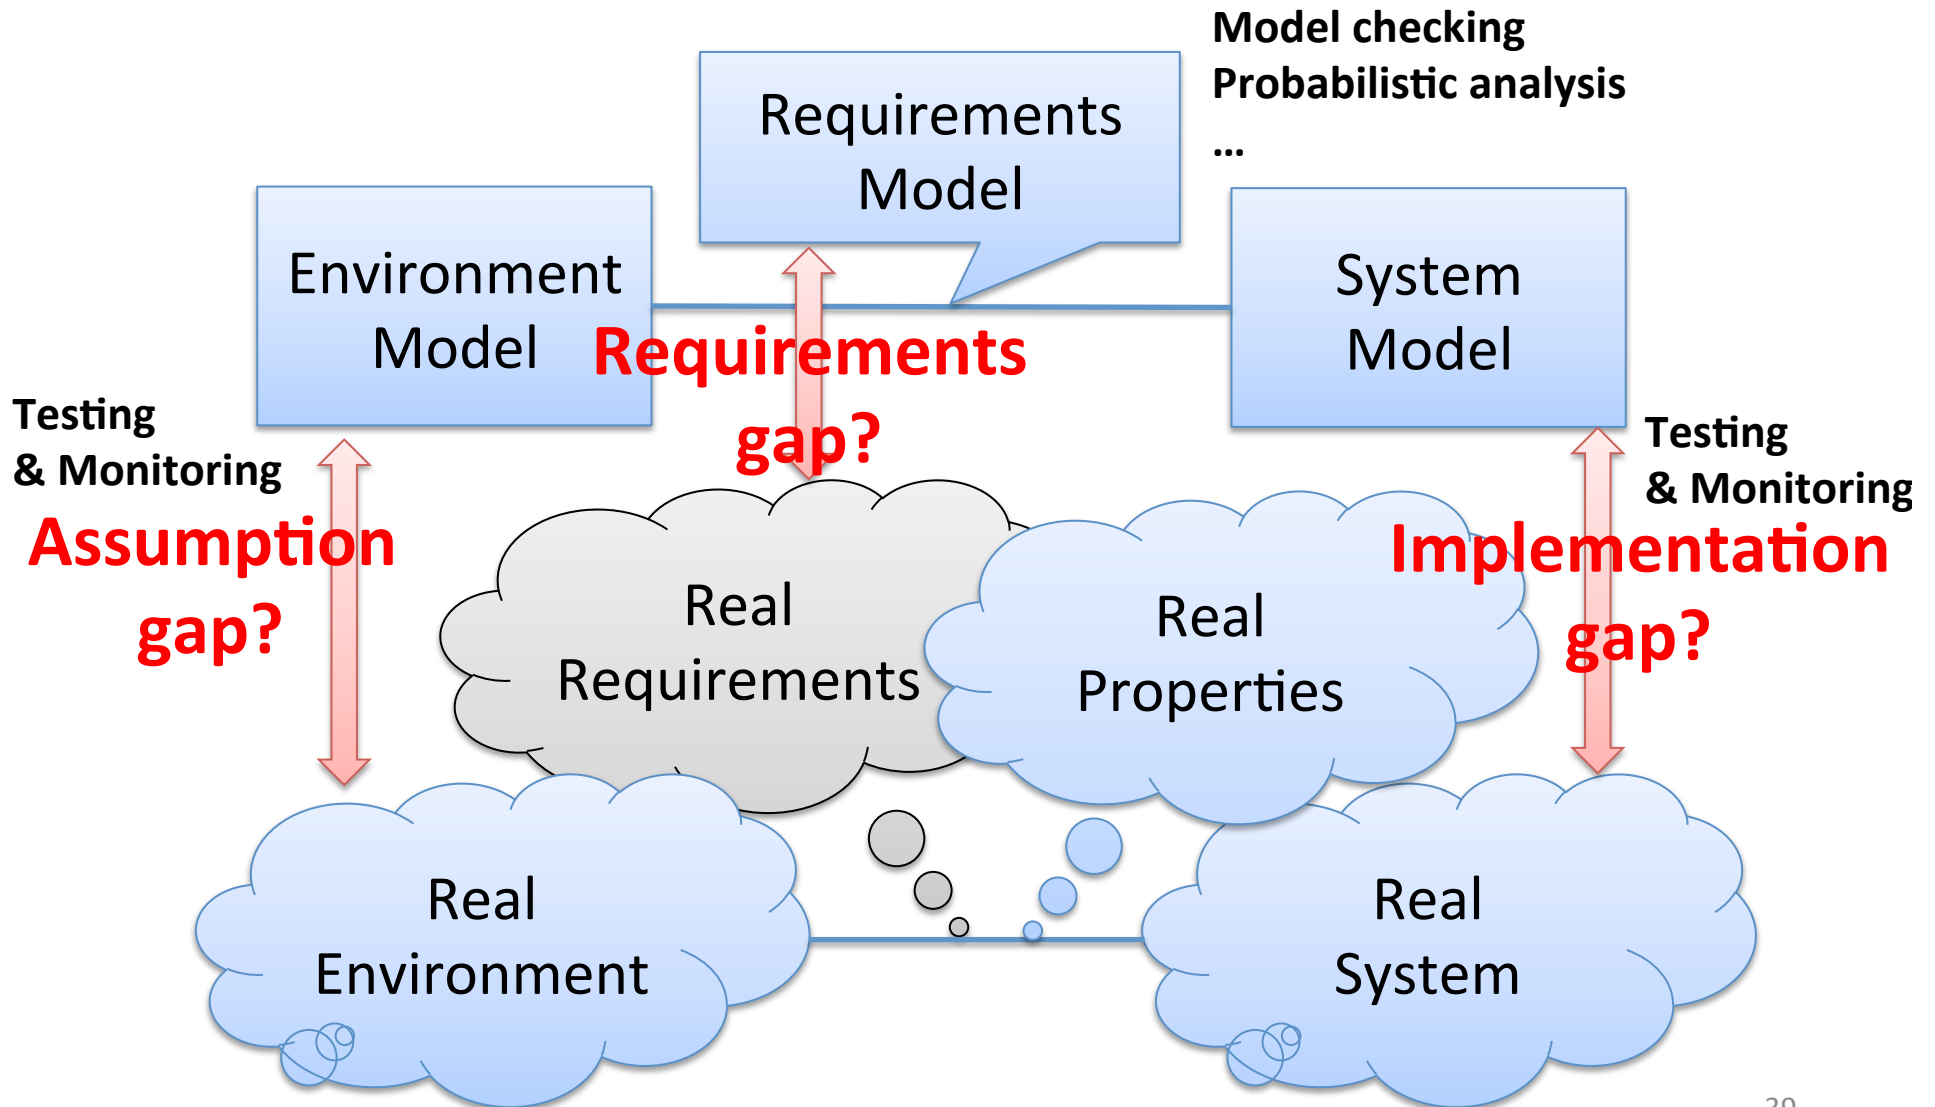 Model checking
Probabilistic analysis
...
Requirements
Model
Environment
Model
System
Model
Requirements
gap?
Testing
& Monitoring
Testing
& Monitoring
Assumption
gap?
Implementation
gap?
Real
Requirements
Real
Properties
Real
Environment
Real
System